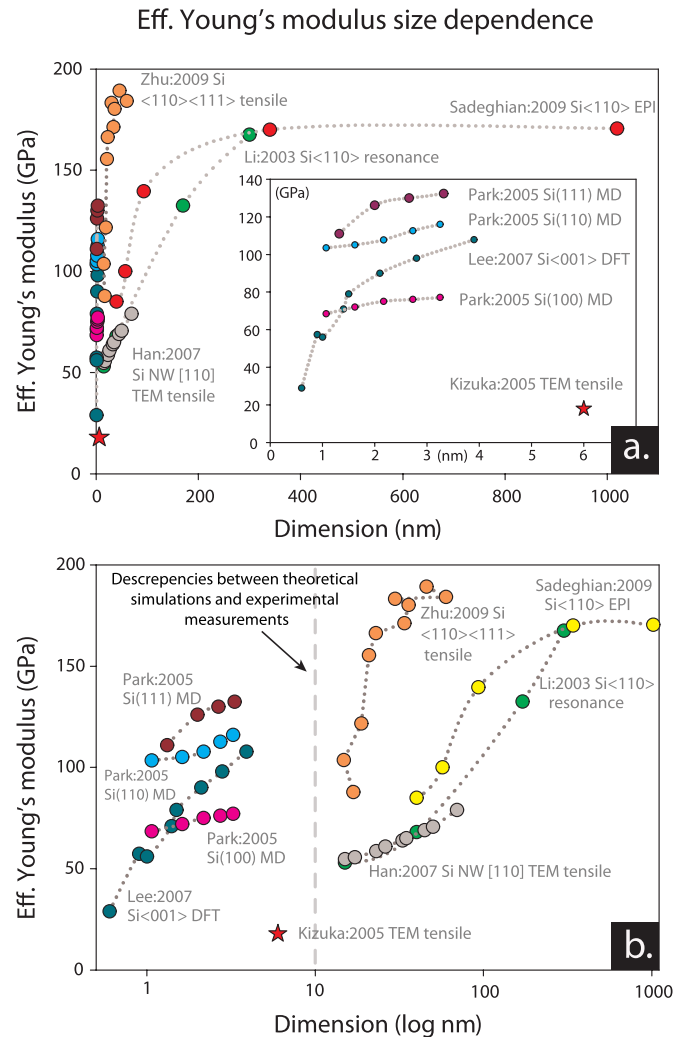 Eff. Young's modulus size dependence
Eff. Young's modulus (GPa)
200
150
100
50
0
Zhu:2009 Si
<110><111> tensile
Sadeghian:2009 Si<110> EPI
Li:2003 Si<110> resonance
Han:2007
Si NW [110]
TEM tensile
140
120
100
80
60
40
20
0
(GPa)
Park:2005 Si(111) MD
Park:2005 Si(110) MD
Lee:2007 Si<001> DFT
Park:2005 Si(100) MD
Kizuka:2005 TEM tensile
0 1 2 3 (nm) 4 5 6
a.
0 200 400 600 800 1000
Dimension (nm)
Eff. Young's modulus (GPa)
200
150
100
50
0
Descrepencies between theoretical
simulations and experimental
measurements
Zhu:2009 Si
<110><111>
tensile
Sadeghian:2009
Si<110> EPI
Li:2003 Si<110>
resonance
Park:2005
Si(111) MD
Park:2005
Si(110) MD
Park:2005
Si(100) MD
Lee:2007
Si<001> DFT
Han:2007 Si NW [110] TEM tensile
Kizuka:2005 TEM tensile
b.
1 10 100 1000
Dimension (log nm)